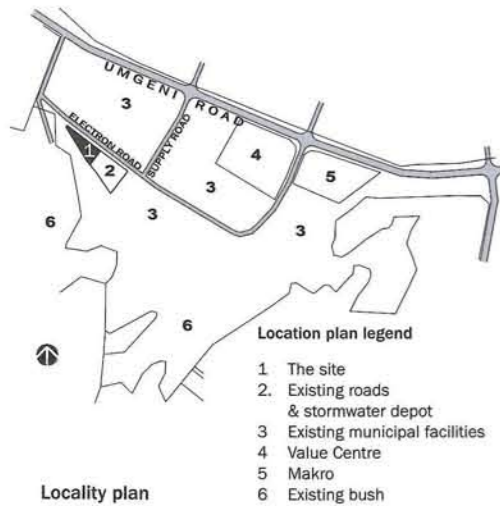 UMGENI ROAD
3
ELECTRON ROAD
SUPPLY ROAD
1
2
3
4
5
6
3
3
6
Location plan legend
1 The site
2. Existing roads
& stormwater depot
3 Existing municipal facilities
4 Value Centre
5 Makro
6 Existing bush
Locality plan